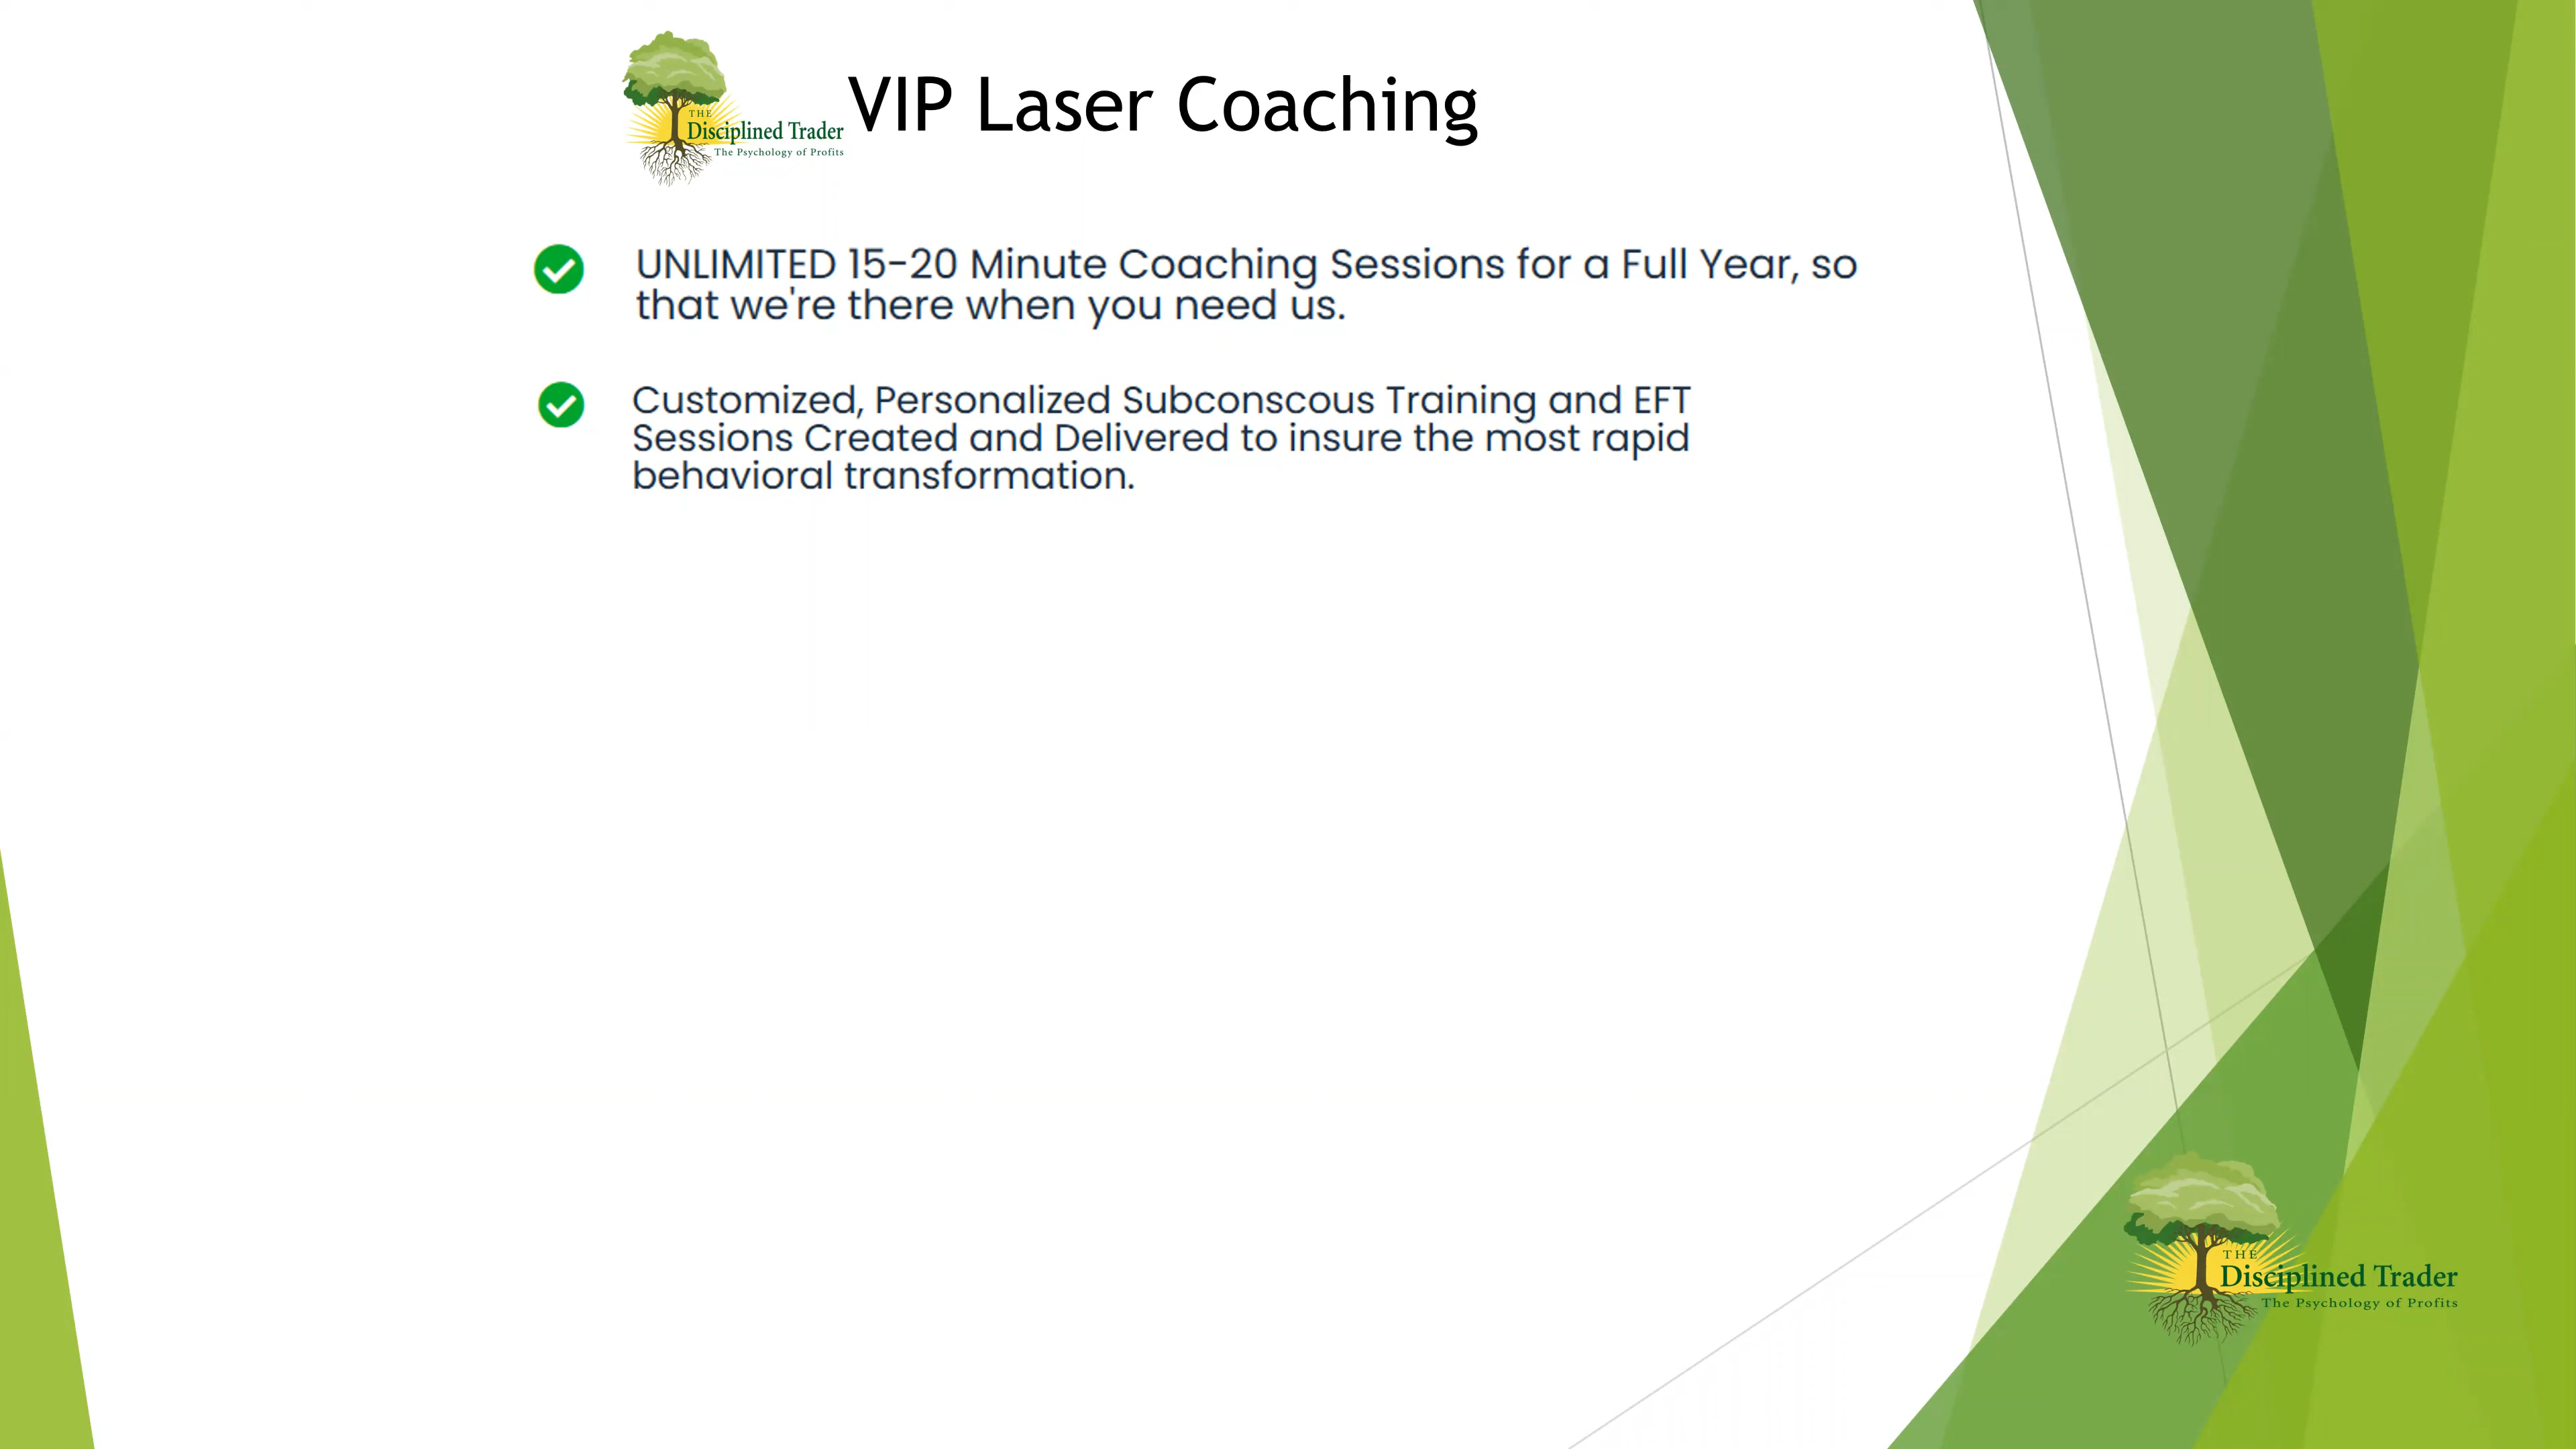 THE
Disciplined Trader
The Psychology of Profits
VIP Laser Coaching
UNLIMITED 15-20 Minute Coaching Sessions for a Full Year, so
that we're there when you need us.
Customized, Personalized Subconscous Training and EFT
Sessions Created and Delivered to insure the most rapid
behavioral transformation.
THE
Disciplined Trader
The Psychology of Profits